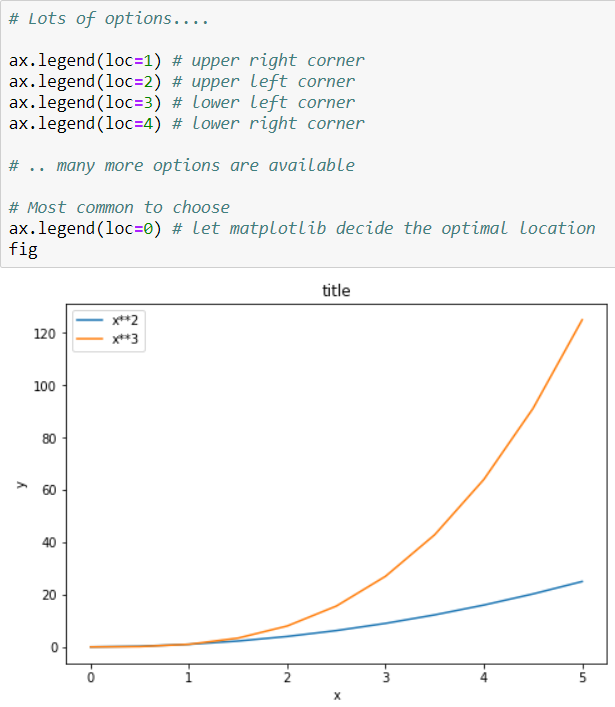 # Lots of options....
ax.legend(loc=1) # upper right corner
ax.legend(loc=2) # upper left corner
ax.legend(loc=3) # lower left corner
ax.legend(loc=4) # lower right corner
# .. many more options are available
# Most common to choose
ax.legend(loc=0) # let matplotlib decide the optimal location
fig
title
x**2
x**3
120
100
80
60
40
20
0
y
0 1 2 3 4 5
x